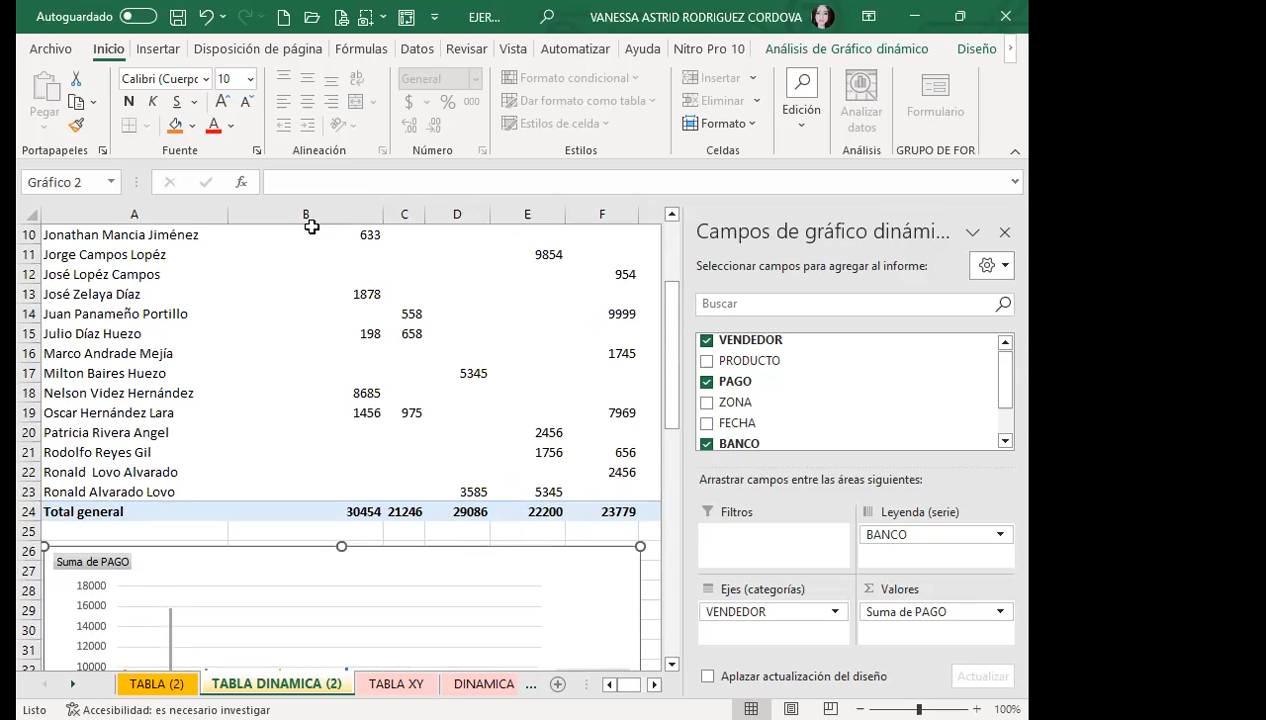 Autoguardado EJER... VANESSA ASTRID RODRIGUEZ CORDOVA
Archivo Inicio Insertar Disposición de página Fórmulas Datos Revisar Vista Automatizar Ayuda Nitro Pro 10 Análisis de Gráfico dinámico Diseño
Pegar Calibri (Cuerpo 10 General Formato condicional Insertar
N K S $ % 000 Dar formato como tabla Eliminar Edición Analizar datos Formulario
Estilos de celda Formato
Portapapeles Fuente Alineación Número Estilos Celdas Análisis GRUPO DE FOR
Gráfico 2 fx
A B C D E F
10 Jonathan Mancia Jiménez 633
11 Jorge Campos Lopéz 9854
12 José Lopéz Campos 954
13 José Zelaya Díaz 1878
14 Juan Panameño Portillo 558 9999
15 Julio Díaz Huezo 198 658
16 Marco Andrade Mejía 1745
17 Milton Baires Huezo 5345
18 Nelson Videz Hernández 8685
19 Oscar Hernández Lara 1456 975 7969
20 Patricia Rivera Angel 2456
21 Rodolfo Reyes Gil 1756 656
22 Ronald Lovo Alvarado 2456
23 Ronald Alvarado Lovo 3585 5345
24 Total general 30454 21246 29086 22200 23779
25
26
27 Suma de PAGO
28 18000
29 16000
30 14000
31 12000
10000
Campos de gráfico dinámi...
Seleccionar campos para agregar al informe:
Buscar
VENDEDOR
PRODUCTO
PAGO
ZONA
FECHA
BANCO
Arrastrar campos entre las áreas siguientes:
Filtros Leyenda (serie)
BANCO
Ejes (categorías) Σ Valores
VENDEDOR Suma de PAGO
Aplazar actualización del diseño Actualizar
TABLA (2) TABLA DINAMICA (2) TABLA XY DINAMICA ...
Listo Accesibilidad: es necesario investigar 100%